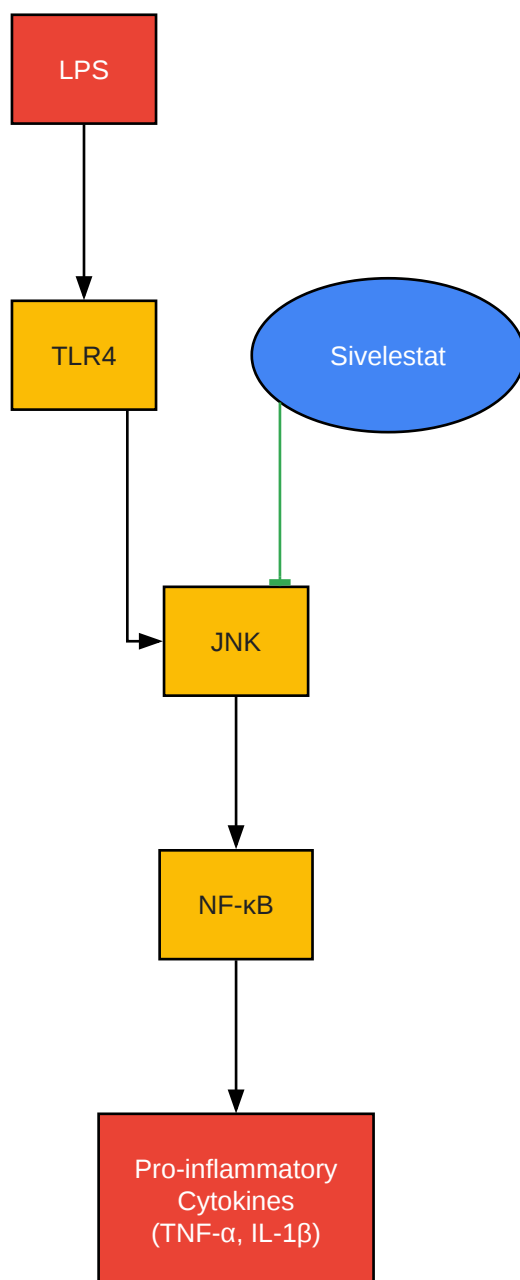 LPS
TLR4
Sivelestat
JNK
NF-κB
Pro-inflammatory
Cytokines
(TNF-α, IL-1β)